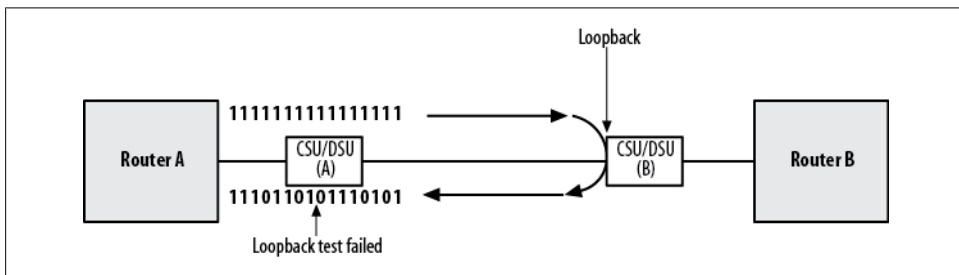 Loopback
1111111111111111
Router A
CSU/DSU
(A)
CSU/DSU
(B)
Router B
1110110101110101
Loopback test failed